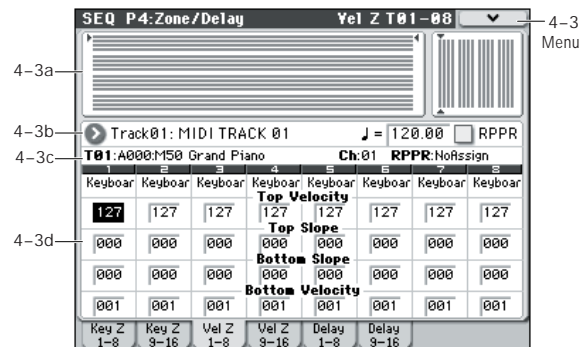 SEQ P4:Zone/Delay Vel Z T01-08
4-3
Menu
4-3a
4-3b
Track01: MIDI TRACK 01 ♩= 120.00 RPPR
4-3c
T01:A000:M50 Grand Piano Ch:01 RPPR:NoAssign
1 2 3 4 5 6 7 8
Keyboar Keyboar Keyboar Keyboar Keyboar Keyboar Keyboar Keyboar
Top Velocity
127 127 127 127 127 127 127 127
Top Slope
4-3d
000 000 000 000 000 000 000 000
Bottom Slope
000 000 000 000 000 000 000 000
Bottom Velocity
001 001 001 001 001 001 001 001
Key Z 1-8 Key Z 9-16 Vel Z 1-8 Vel Z 9-16 Delay 1-8 Delay 9-16